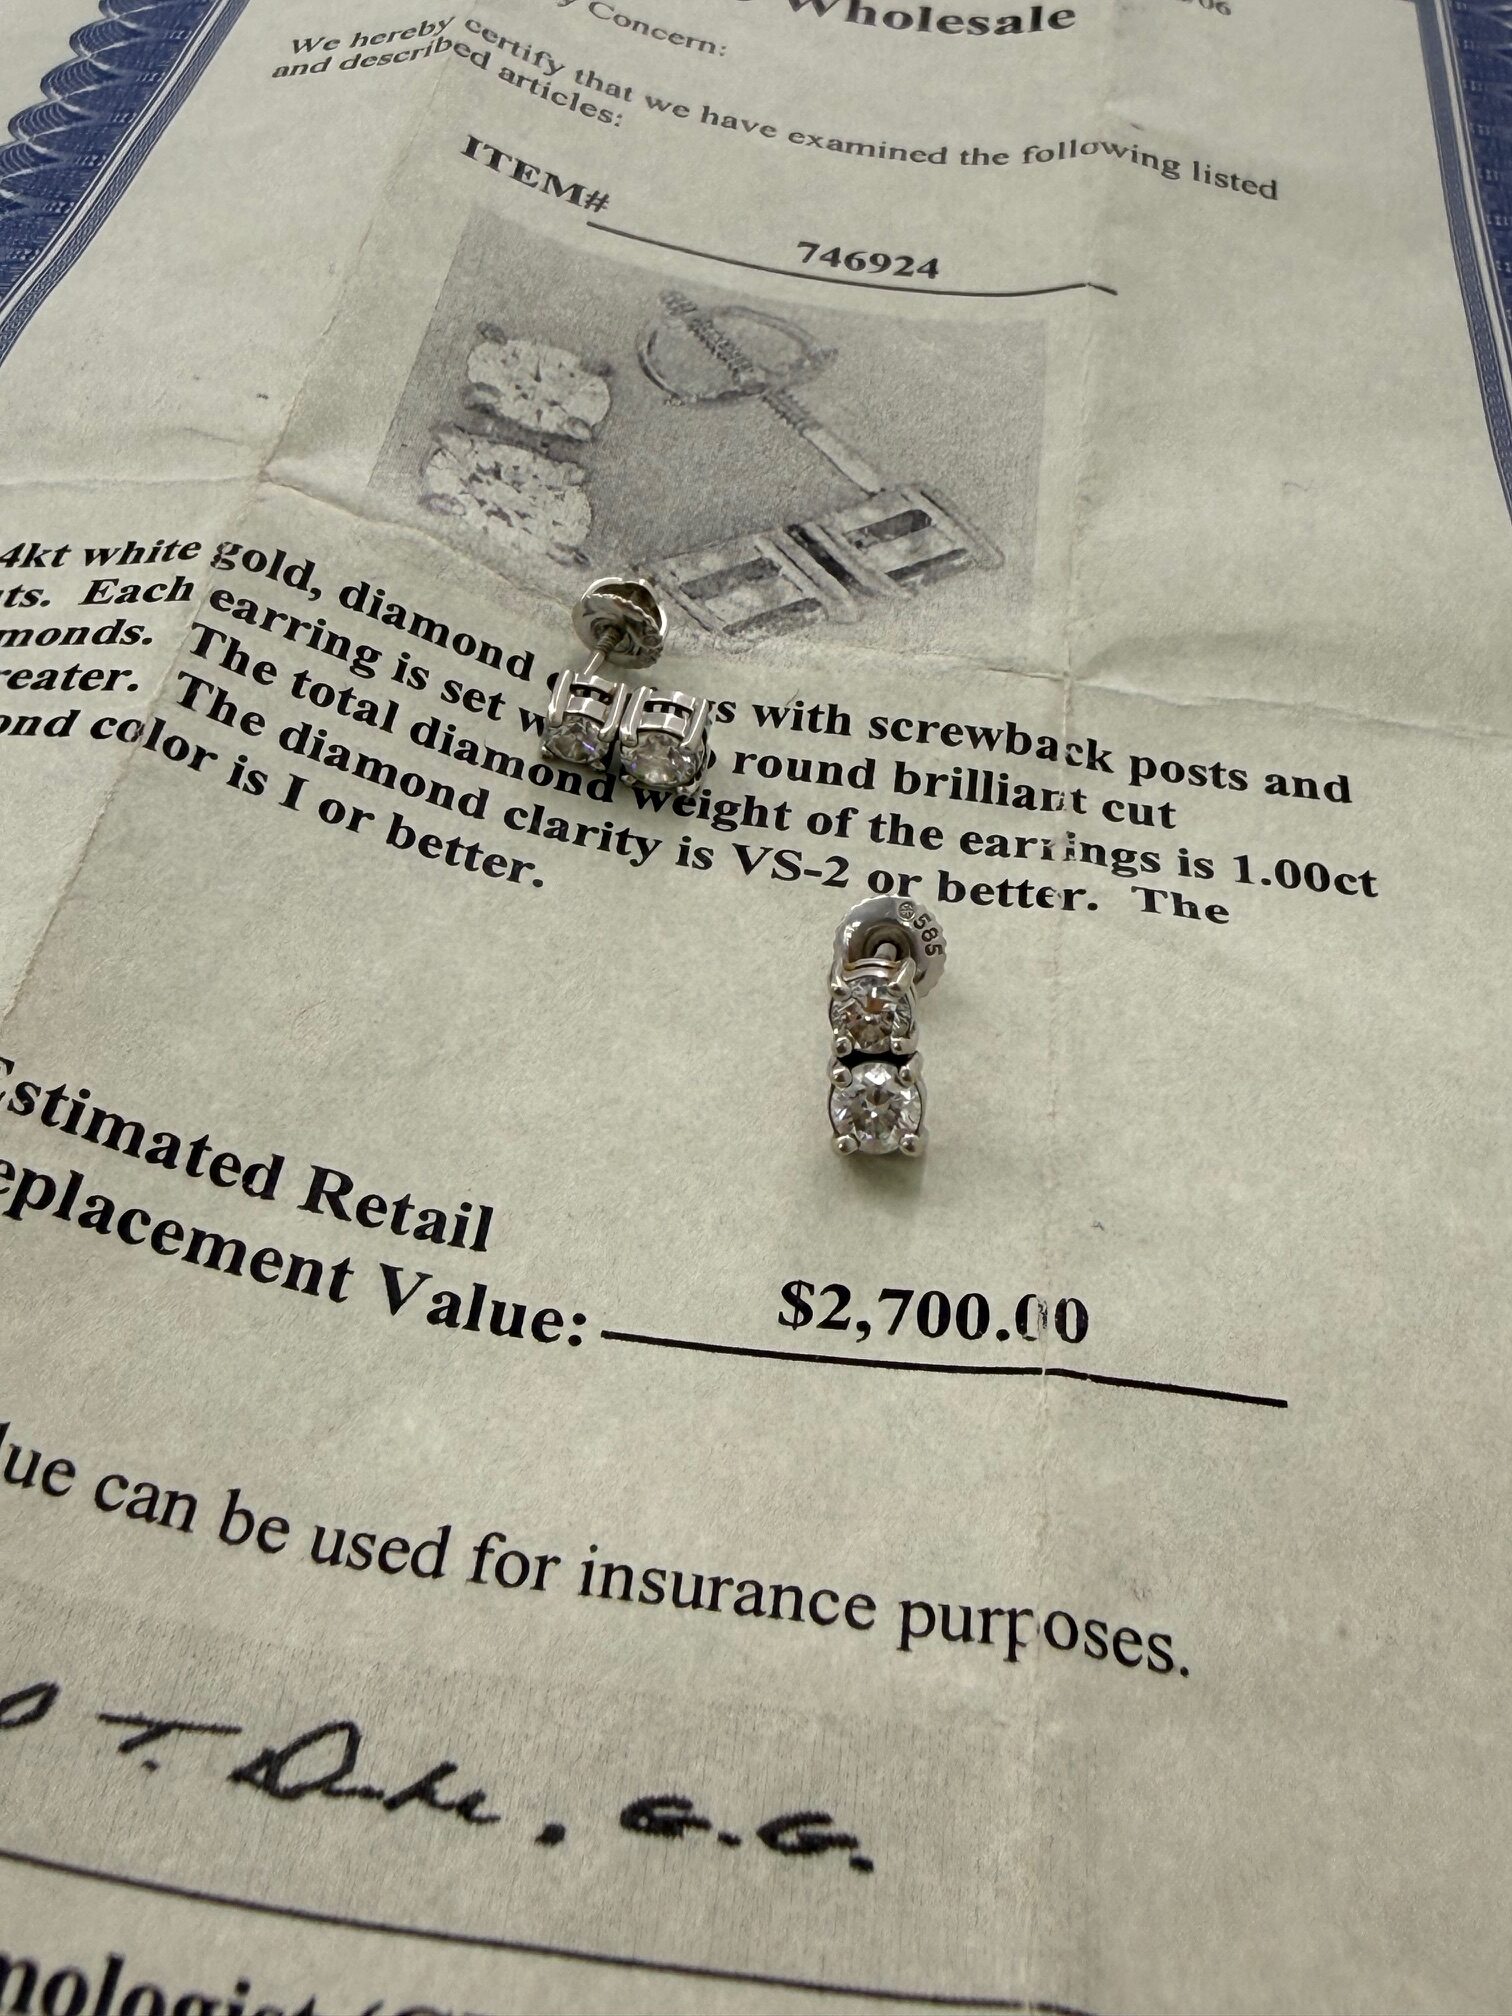 Wholesale
Concern:
We hereby certify that we have examined the following listed
and described articles:
ITEM# 746924
4kt white gold, diamond with screwback posts and
ts. Each earring is set round brilliant cut
monds. The total diamond weight of the earrings is 1.00ct
reater. The diamond clarity is VS-2 or better. The
ond color is I or better.
585
Estimated Retail
eplacement Value: $2,700.00
lue can be used for insurance purposes.
T. Duke, G.G.
mologist